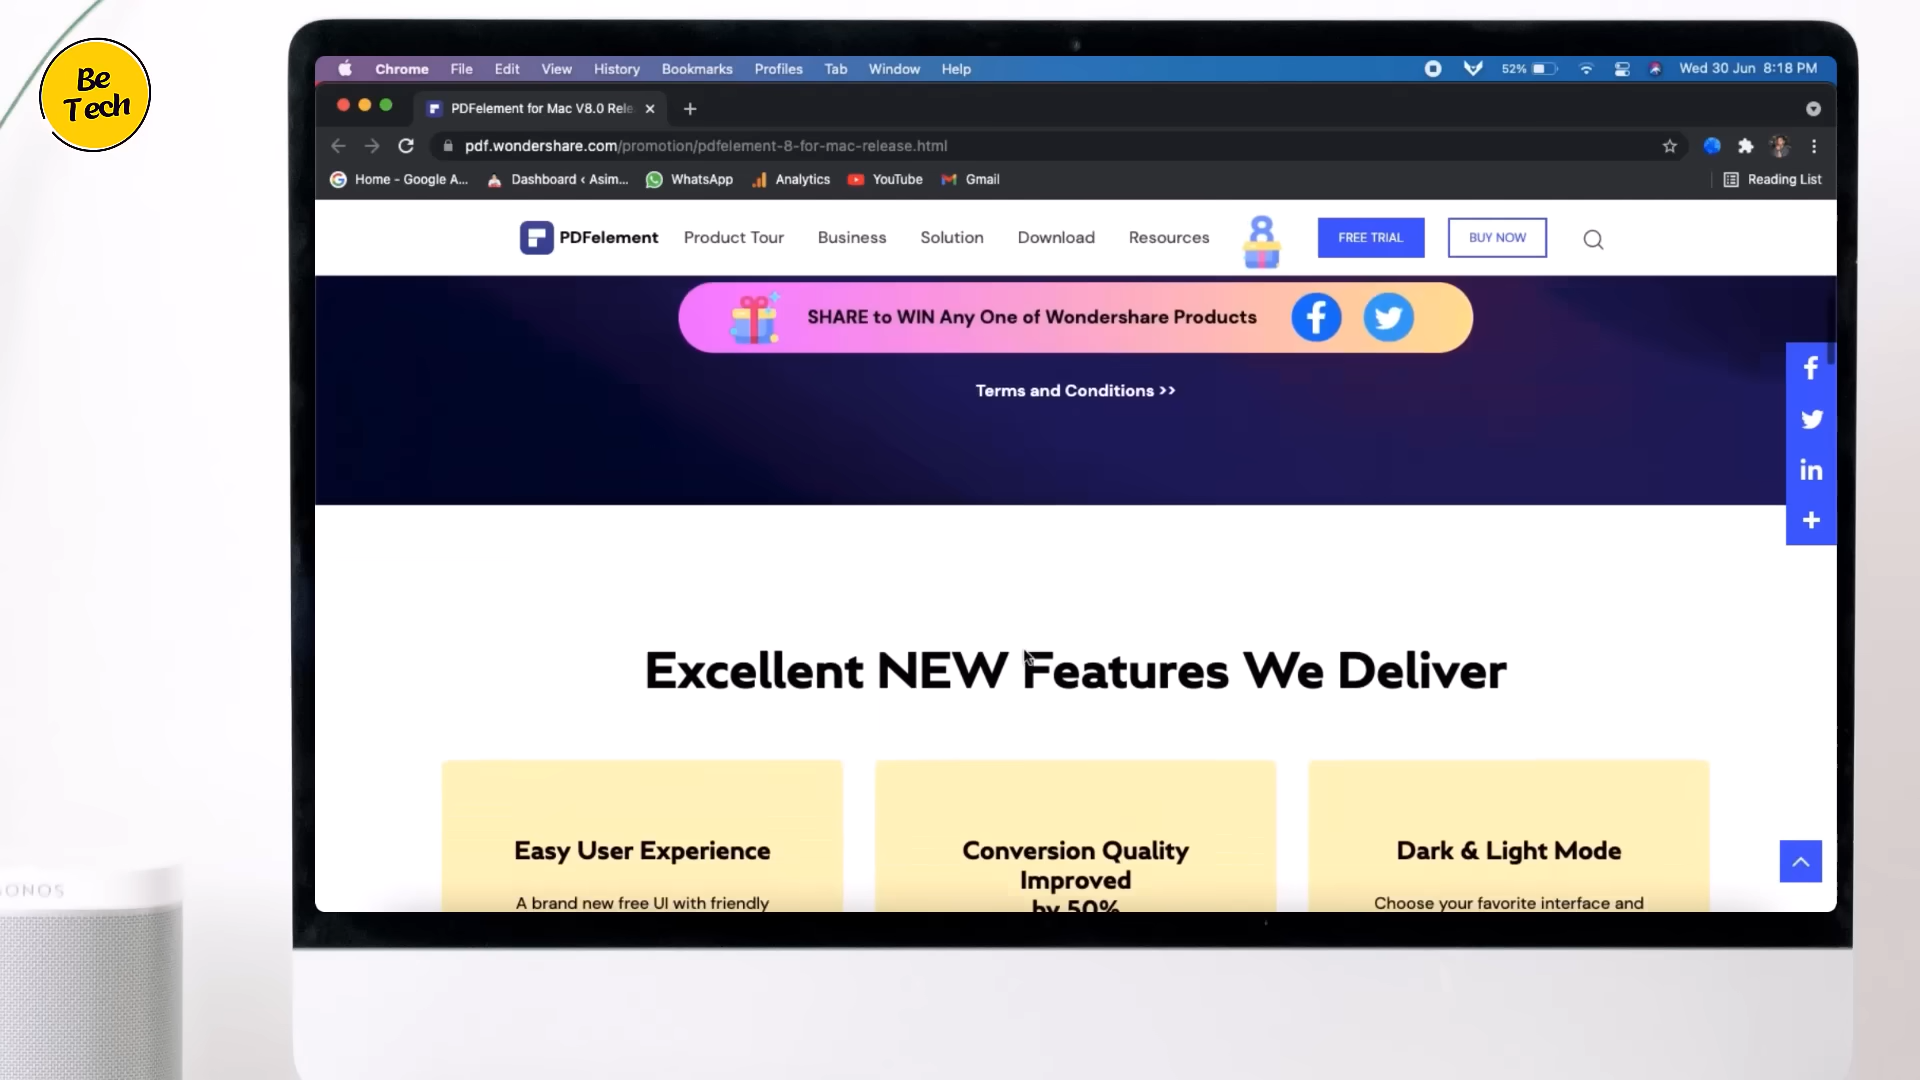 Be
Tech
Chrome File Edit View History Bookmarks Profiles Tab Window Help 52% Wed 30 Jun 8:18 PM
PDFelement for Mac V8.0 Rele
pdf.wondershare.com/promotion/pdfelement-8-for-mac-release.html
Home - Google A... Dashboard ‹ Asim... WhatsApp Analytics YouTube Gmail Reading List
PDFelement Product Tour Business Solution Download Resources 8 FREE TRIAL BUY NOW
SHARE to WIN Any One of Wondershare Products
Terms and Conditions >>
Excellent NEW Features We Deliver
Easy User Experience
A brand new free UI with friendly
Conversion Quality
Improved
by 50%
Dark & Light Mode
Choose your favorite interface and
SONOS